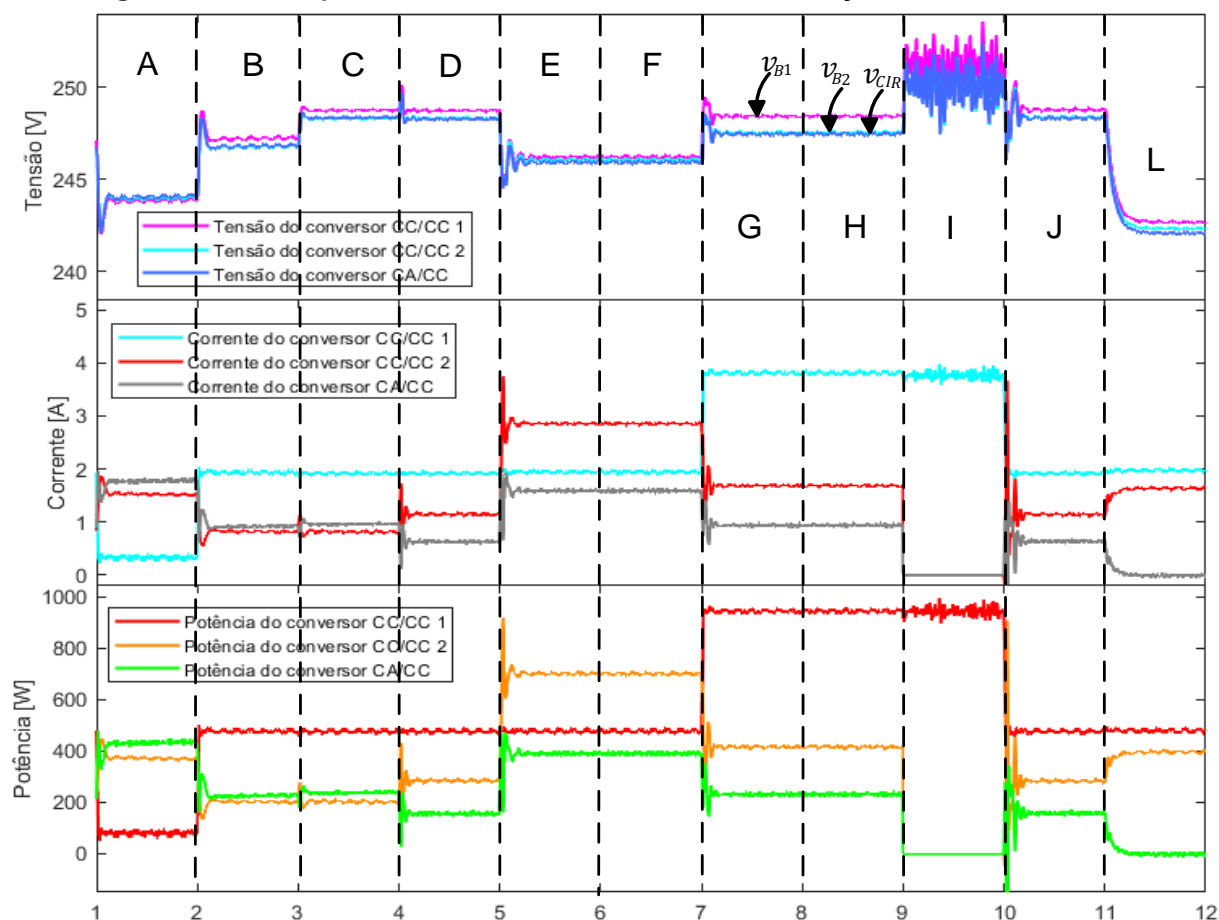 A B C D E F
v_B1 v_B2 v_CIR
G H I J L
Tensão [V]
250
245
240
Tensão do conversor CC/CC 1
Tensão do conversor CC/CC 2
Tensão do conversor CA/CC
Corrente [A]
5
4
3
2
1
0
Corrente do conversor CC/CC 1
Corrente do conversor CC/CC 2
Corrente do conversor CA/CC
Potência [W]
1000
800
600
400
200
0
Potência do conversor CC/CC 1
Potência do conversor CC/CC 2
Potência do conversor CA/CC
1 2 3 4 5 6 7 8 9 10 11 12